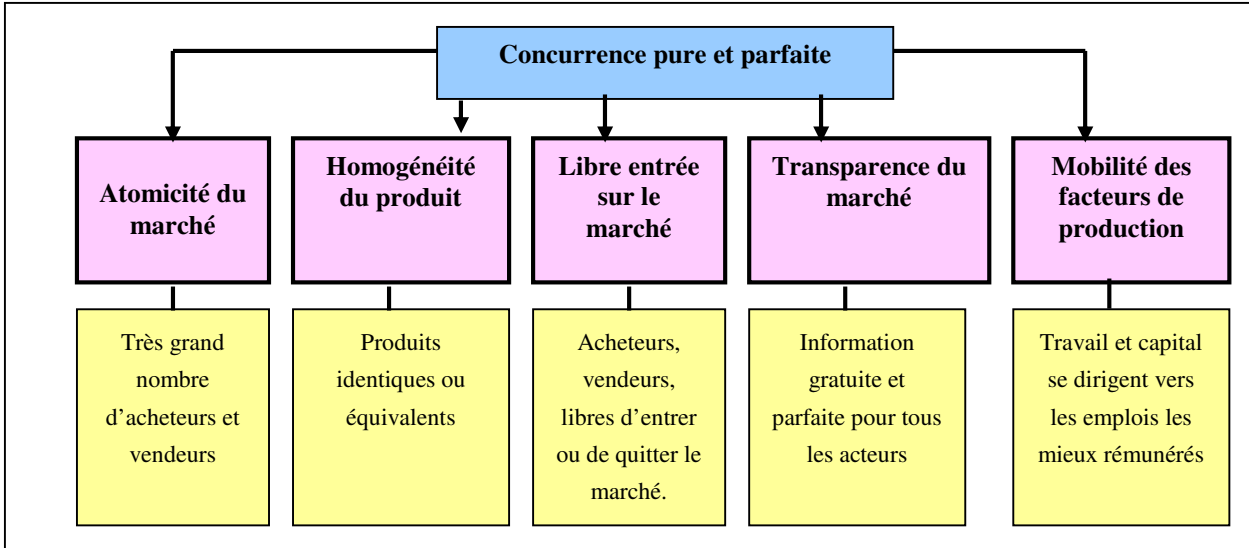 Concurrence pure et parfaite
Atomicité du
marché
Homogénéité
du produit
Libre entrée
sur le
marché
Transparence du
marché
Mobilité des
facteurs de
production
Très grand
nombre
d’acheteurs et
vendeurs
Produits
identiques ou
équivalents
Acheteurs,
vendeurs,
libres d’entrer
ou de quitter le
marché.
Information
gratuite et
parfaite pour tous
les acteurs
Travail et capital
se dirigent vers
les emplois les
mieux rémunérés